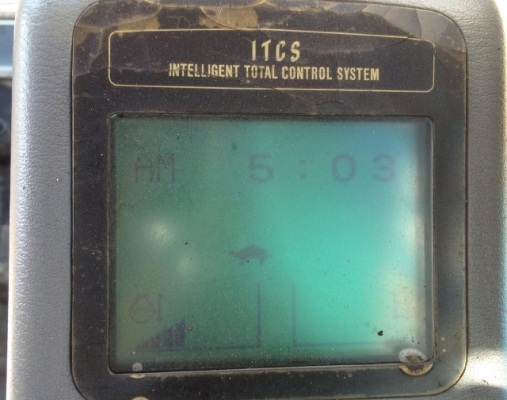 ITCS
INTELLIGENT TOTAL CONTROL SYSTEM
AM 5:03